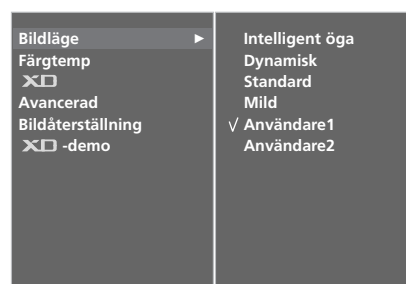 Bildläge ►
Färgtemp
XD
Avancerad
Bildåterställning
XD -demo
Intelligent öga
Dynamisk
Standard
Mild
√ Användare1
Användare2